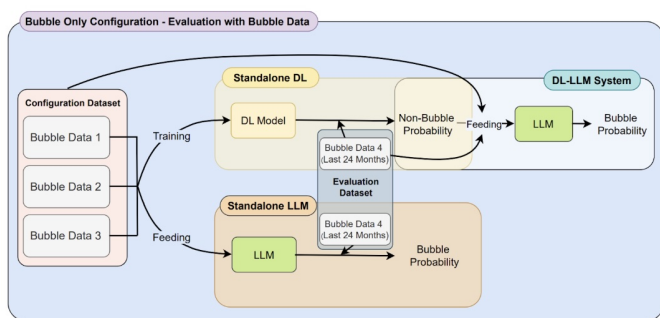 Bubble Only Configuration - Evaluation with Bubble Data
Standalone DL
DL-LLM System
Configuration Dataset
Bubble Data 1
Bubble Data 2
Bubble Data 3
Training
Feeding
DL Model
Non-Bubble
Probability
Feeding
LLM
Bubble
Probability
Bubble Data 4
(Last 24 Months)
Evaluation
Dataset
Bubble Data 4
(Last 24 Months)
Standalone LLM
LLM
Bubble
Probability